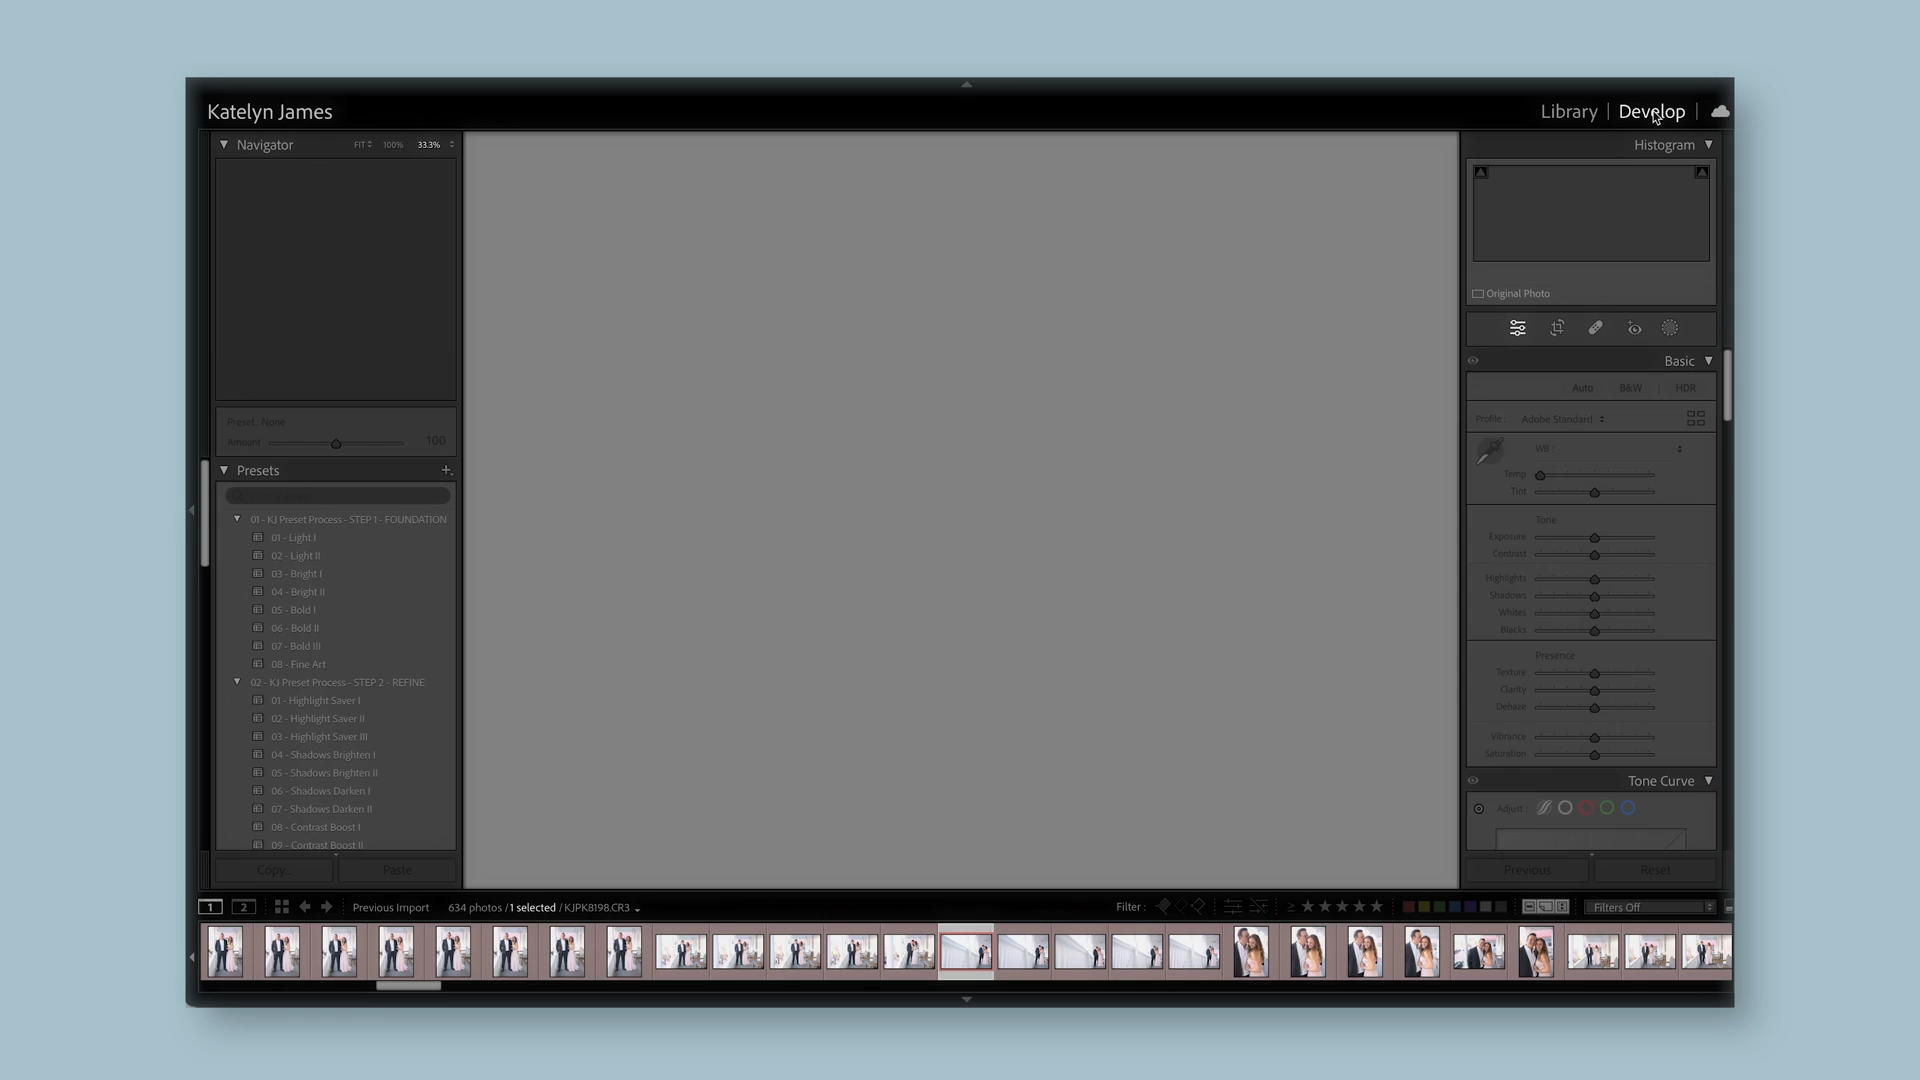 Katelyn James
Library | Develop |
Navigator FIT 100% 33.3%
Preset: None
Amount 100
Presets
01 - KJ Preset Process - STEP 1 - FOUNDATION
01 - Light I
02 - Light II
03 - Bright I
04 - Bright II
05 - Bold I
06 - Bold II
07 - Bold III
08 - Fine Art
02 - KJ Preset Process - STEP 2 - REFINE
01 - Highlight Saver I
02 - Highlight Saver II
03 - Highlight Saver III
04 - Shadows Brighten I
05 - Shadows Brighten II
06 - Shadows Darken I
07 - Shadows Darken II
08 - Contrast Boost I
09 - Contrast Boost II
Copy...
Paste
Histogram
Original Photo
Basic
Auto B&W | HDR
Profile: Adobe Standard
WB:
Temp
Tint
Tone
Exposure
Contrast
Highlights
Shadows
Whites
Blacks
Presence
Texture
Clarity
Dehaze
Vibrance
Saturation
Tone Curve
Adjust:
Previous
Reset
1 2 Previous Import 634 photos / 1 selected / KJPK8198.CR3
Filter: ≥ ★★★★★ Filters Off